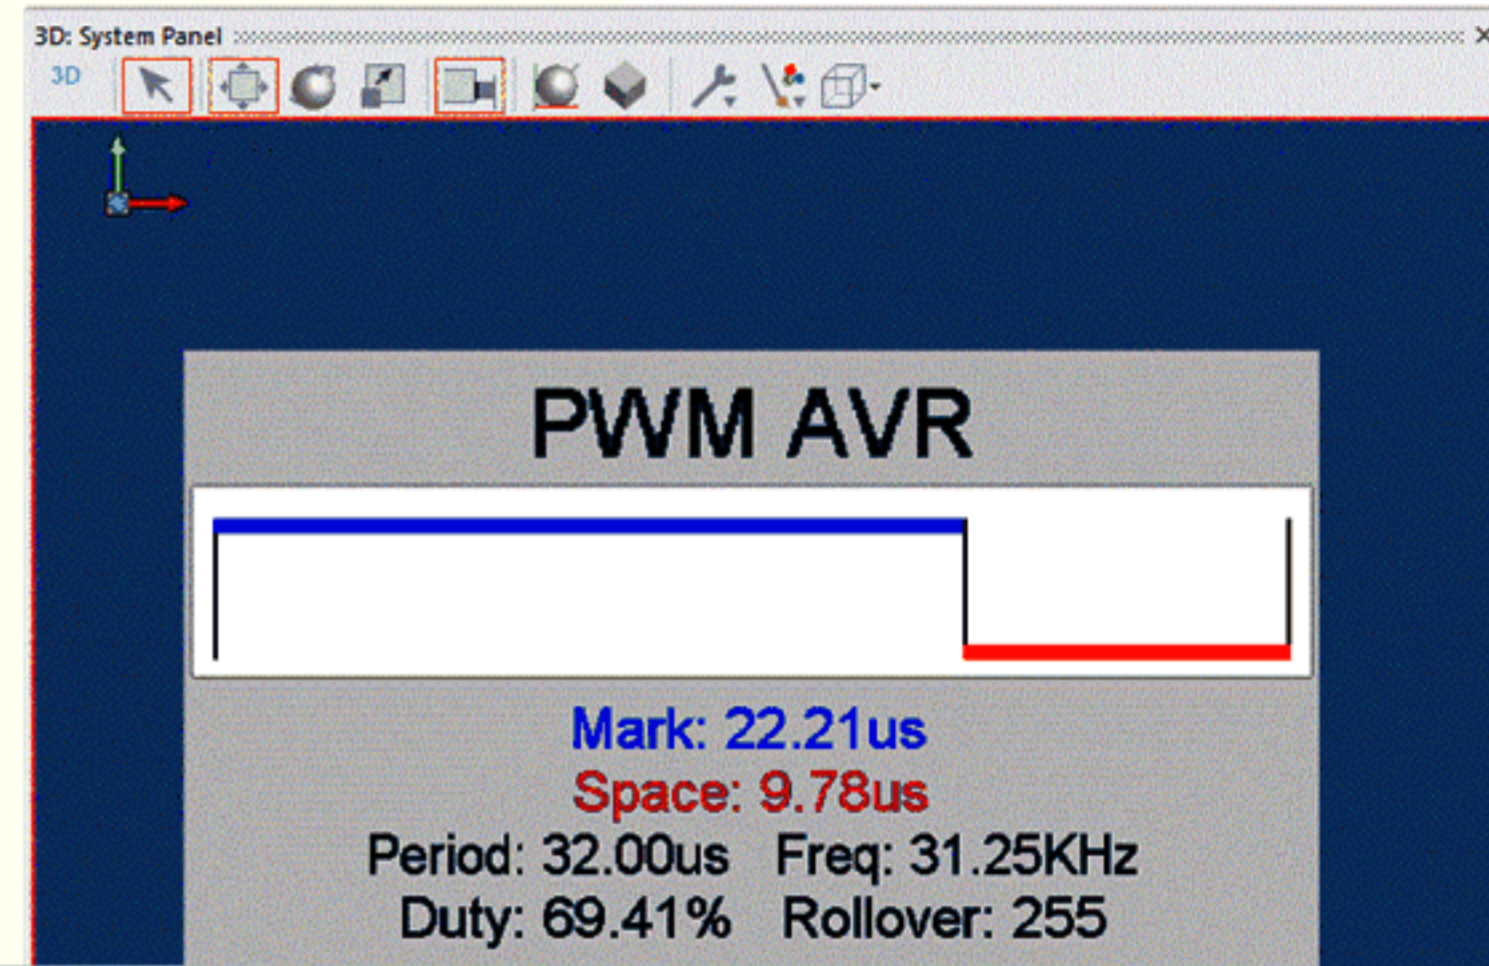 3D: System Panel
3D
PWM AVR
Mark: 22.21us
Space: 9.78us
Period: 32.00us Freq: 31.25KHz
Duty: 69.41% Rollover: 255